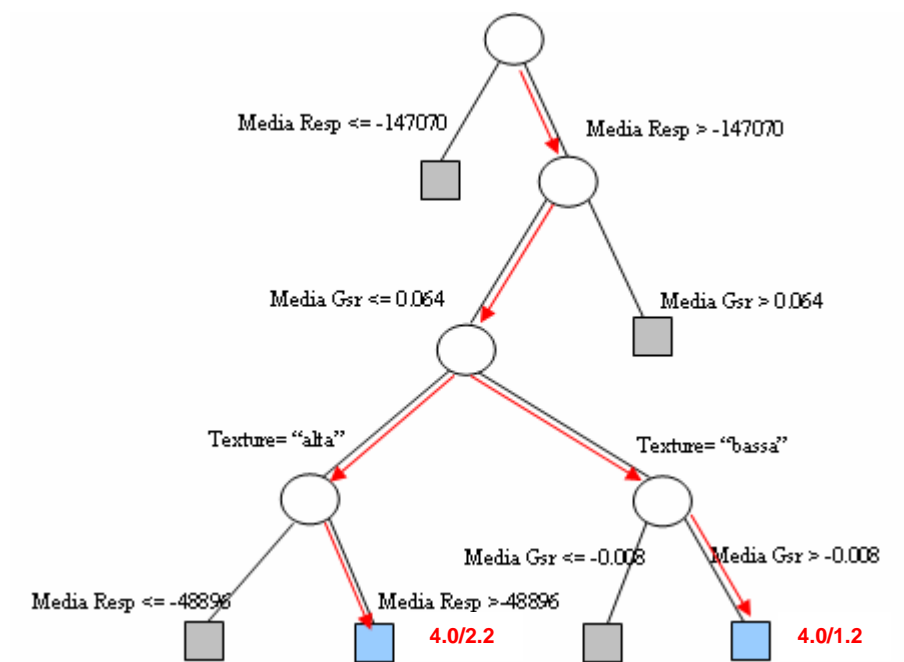 Media Resp <= -147070
Media Resp > -147070
Media Gsr <= 0.064
Media Gsr > 0.064
Texture= “alta”
Texture= “bassa”
Media Gsr <= -0.008
Media Gsr > -0.008
Media Resp <= -48896
Media Resp >-48896
4.0/2.2
4.0/1.2